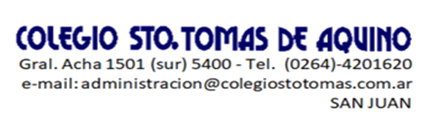 COLEGIO STO. TOMAS DE AQUINO
Gral. Acha 1501 (sur) 5400 - Tel. (0264)-4201620
e-mail: administracion@colegiostotomas.com.ar
SAN JUAN